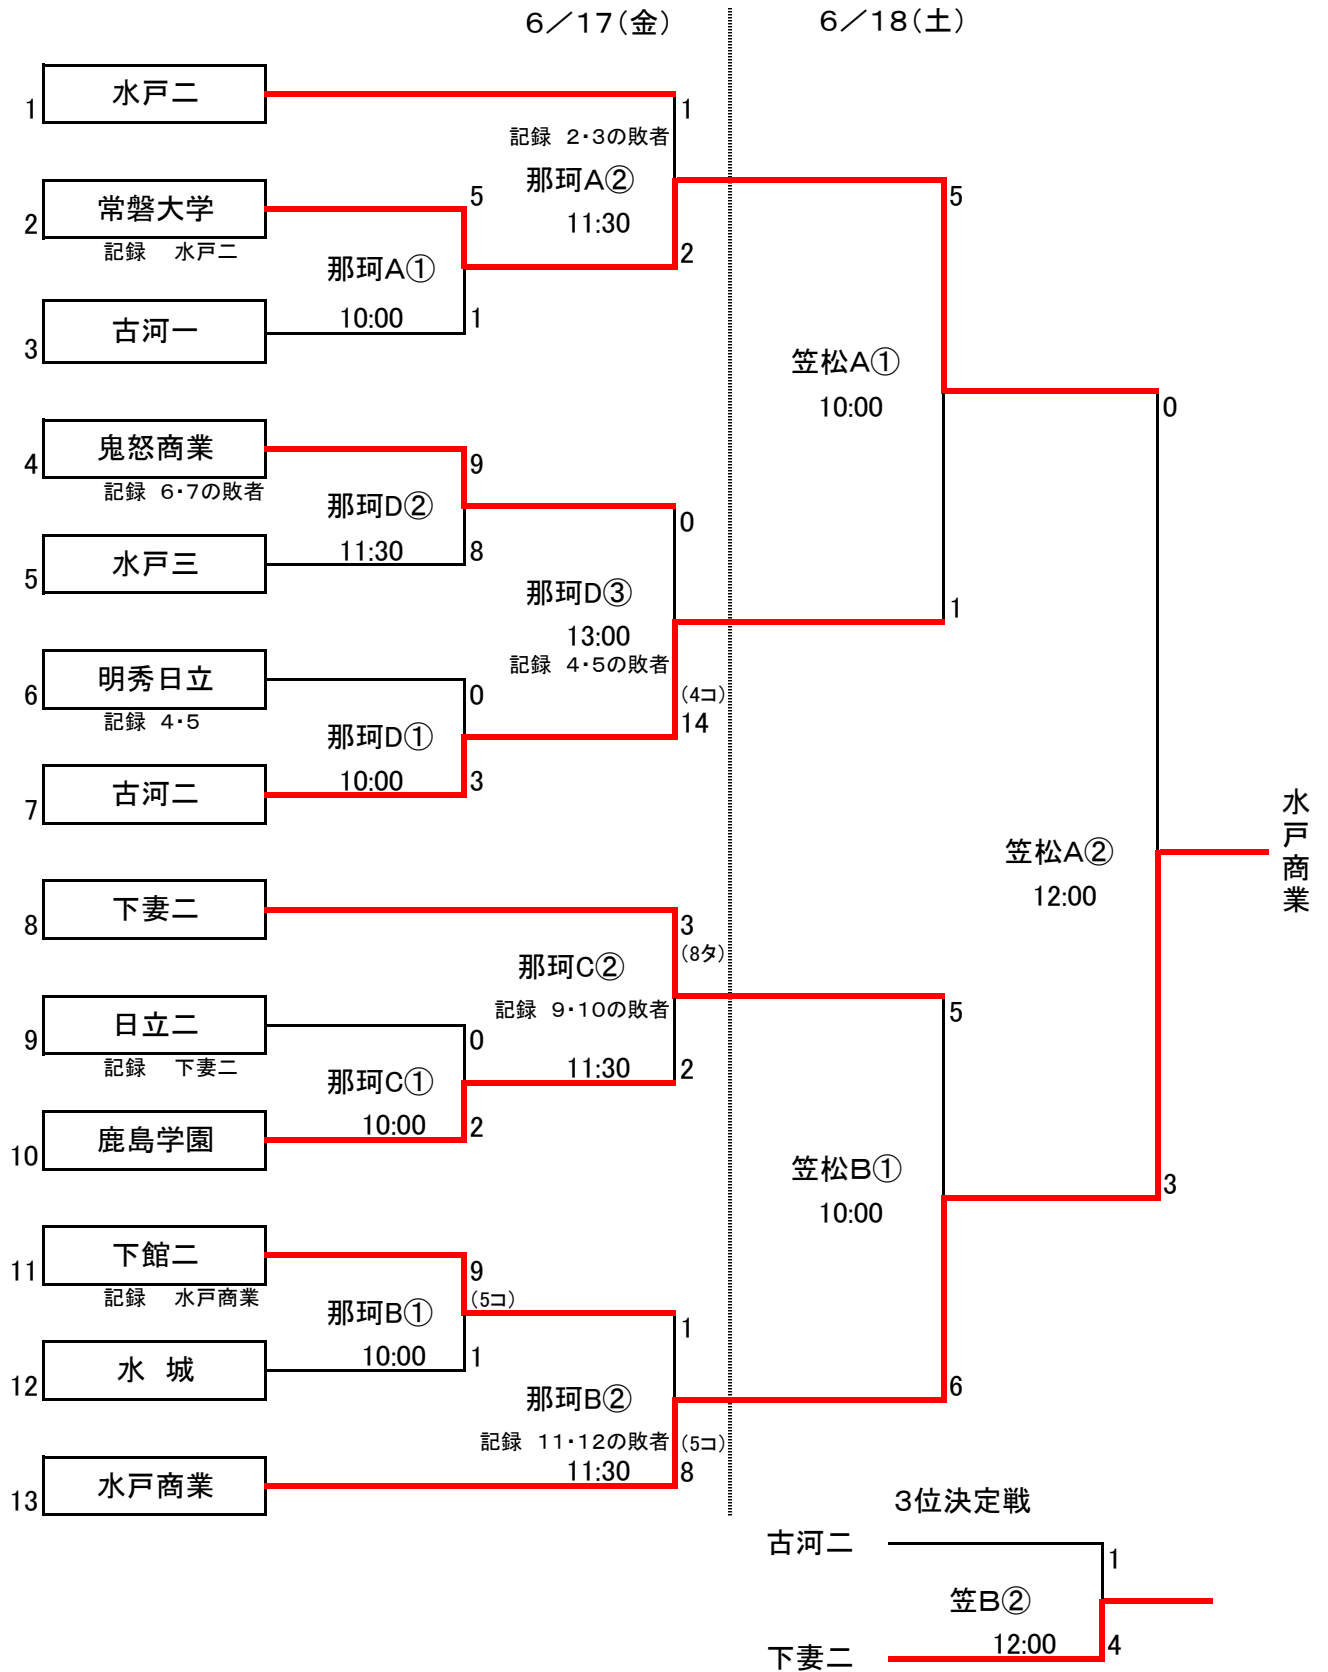 6／17(金)
6／18(土)
1
水戸二
1
記録 2・3の敗者
那珂A②
11:30
2
常磐大学
記録 水戸二
5
2
5
那珂A①
10:00
3
古河一
1
笠松A①
10:00
4
鬼怒商業
記録 6・7の敗者
9
那珂D②
11:30
0
0
5
水戸三
8
那珂D③
13:00
記録 4・5の敗者
1
6
明秀日立
記録 4・5
0
(4コ)
14
那珂D①
10:00
7
古河二
3
水戸商業
笠松A②
12:00
8
下妻二
3
(8タ)
那珂C②
記録 9・10の敗者
11:30
5
9
日立二
記録 下妻二
0
2
那珂C①
10:00
10
鹿島学園
2
笠松B①
10:00
3
11
下館二
記録 水戸商業
9
(5コ)
那珂B①
10:00
1
12
水 城
1
6
那珂B②
記録 11・12の敗者
(5コ)
11:30
8
13
水戸商業
3位決定戦
古河二
1
笠B②
12:00
下妻二
4